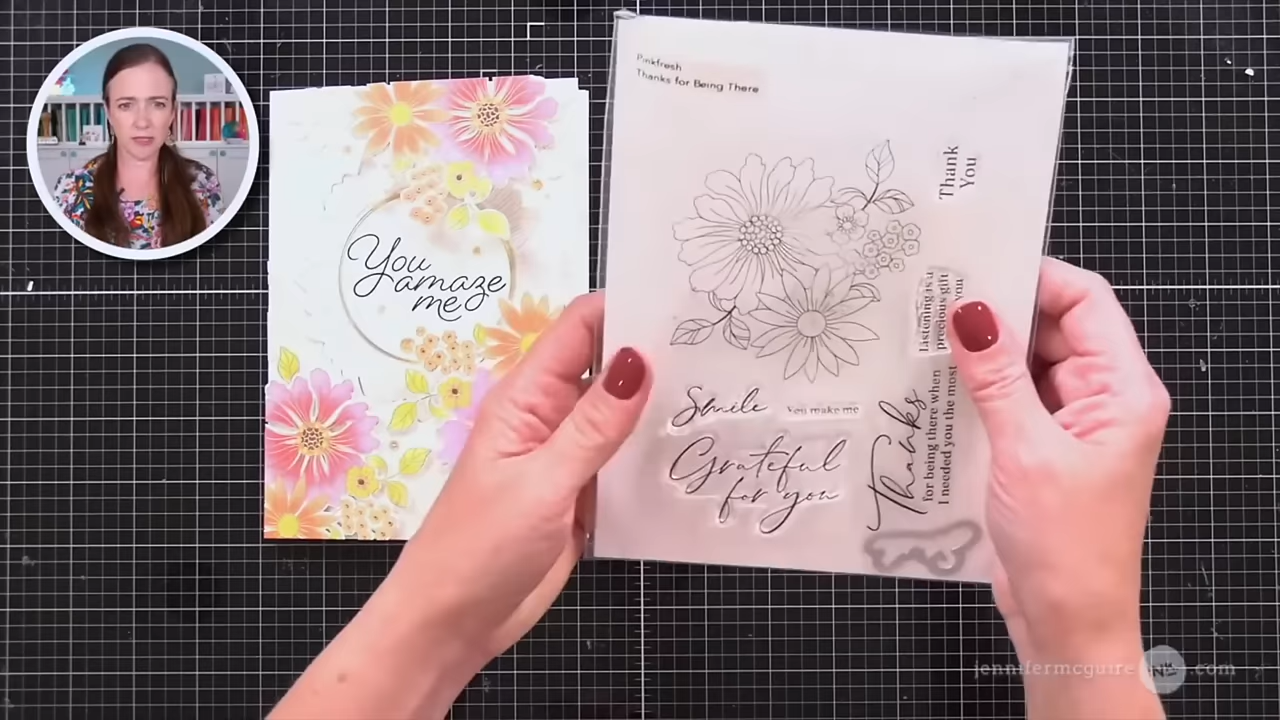 You
amaze
me
Pinkfresh
Thanks for Being There
Thank
You
Listening is a
precious gift
you
Smile
You make me
Grateful
for you
Thanks
for being there when
I needed you the most
jennifermcguire INK .com